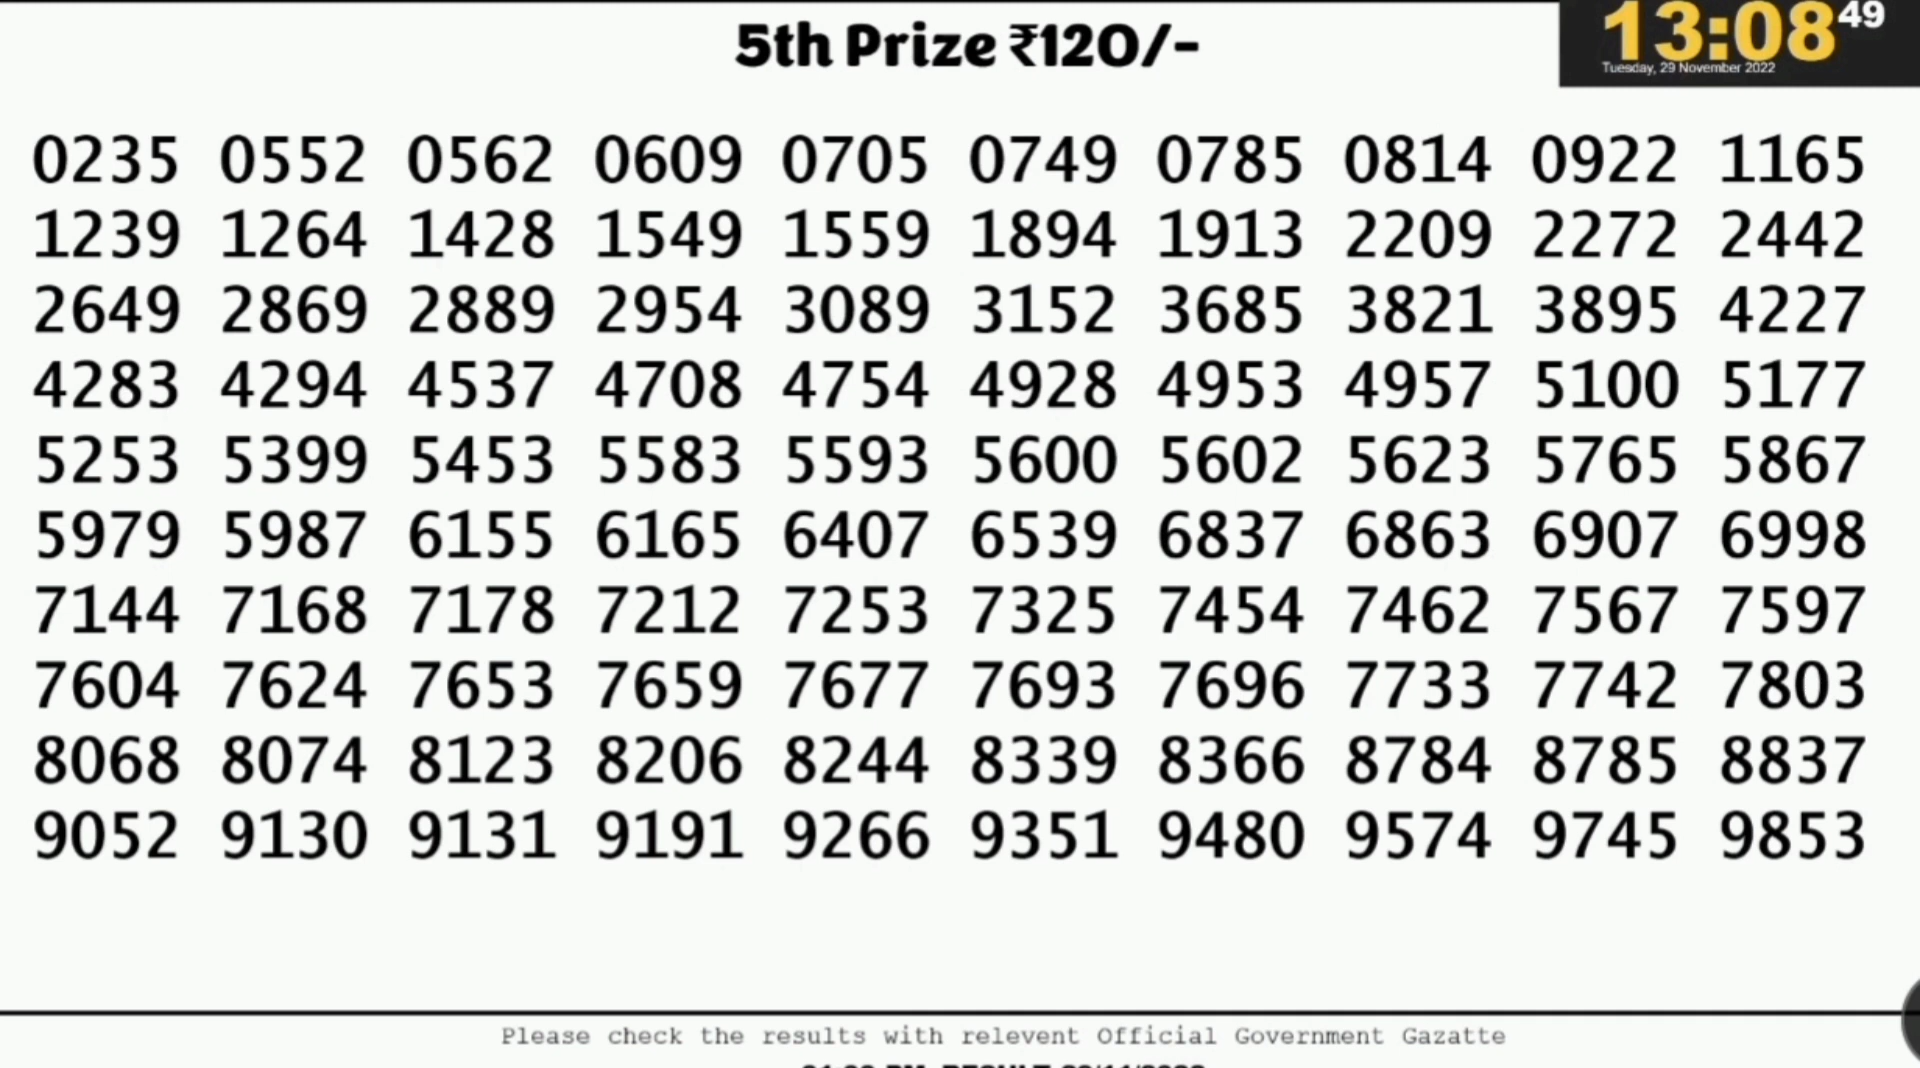 5th Prize ₹120/-
13:08 49
Tuesday, 29 November 2022
0235 0552 0562 0609 0705 0749 0785 0814 0922 1165
1239 1264 1428 1549 1559 1894 1913 2209 2272 2442
2649 2869 2889 2954 3089 3152 3685 3821 3895 4227
4283 4294 4537 4708 4754 4928 4953 4957 5100 5177
5253 5399 5453 5583 5593 5600 5602 5623 5765 5867
5979 5987 6155 6165 6407 6539 6837 6863 6907 6998
7144 7168 7178 7212 7253 7325 7454 7462 7567 7597
7604 7624 7653 7659 7677 7693 7696 7733 7742 7803
8068 8074 8123 8206 8244 8339 8366 8784 8785 8837
9052 9130 9131 9191 9266 9351 9480 9574 9745 9853
Please check the results with relevent Official Government Gazatte